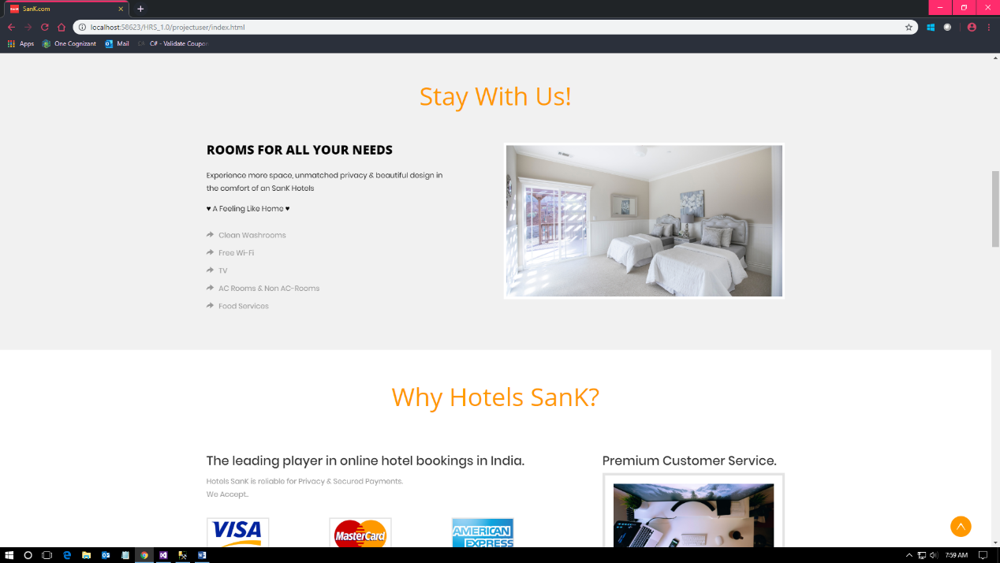 SanK.com
localhost:58623/HRS_1.0/projectuser/index.html
Apps
One Cognizant
Mail
C# - Validate Coupon
Stay With Us!
ROOMS FOR ALL YOUR NEEDS
Experience more space, unmatched privacy & beautiful design in
the comfort of an SanK Hotels
♥ A Feeling Like Home ♥
Clean Washrooms
Free Wi-Fi
TV
AC Rooms & Non AC-Rooms
Food Services
Why Hotels SanK?
The leading player in online hotel bookings in India.
Premium Customer Service.
Hotels SanK is reliable for Privacy & Secured Payments.
We Accept..
VISA
MasterCard
AMERICAN
EXPRESS
7:59 AM